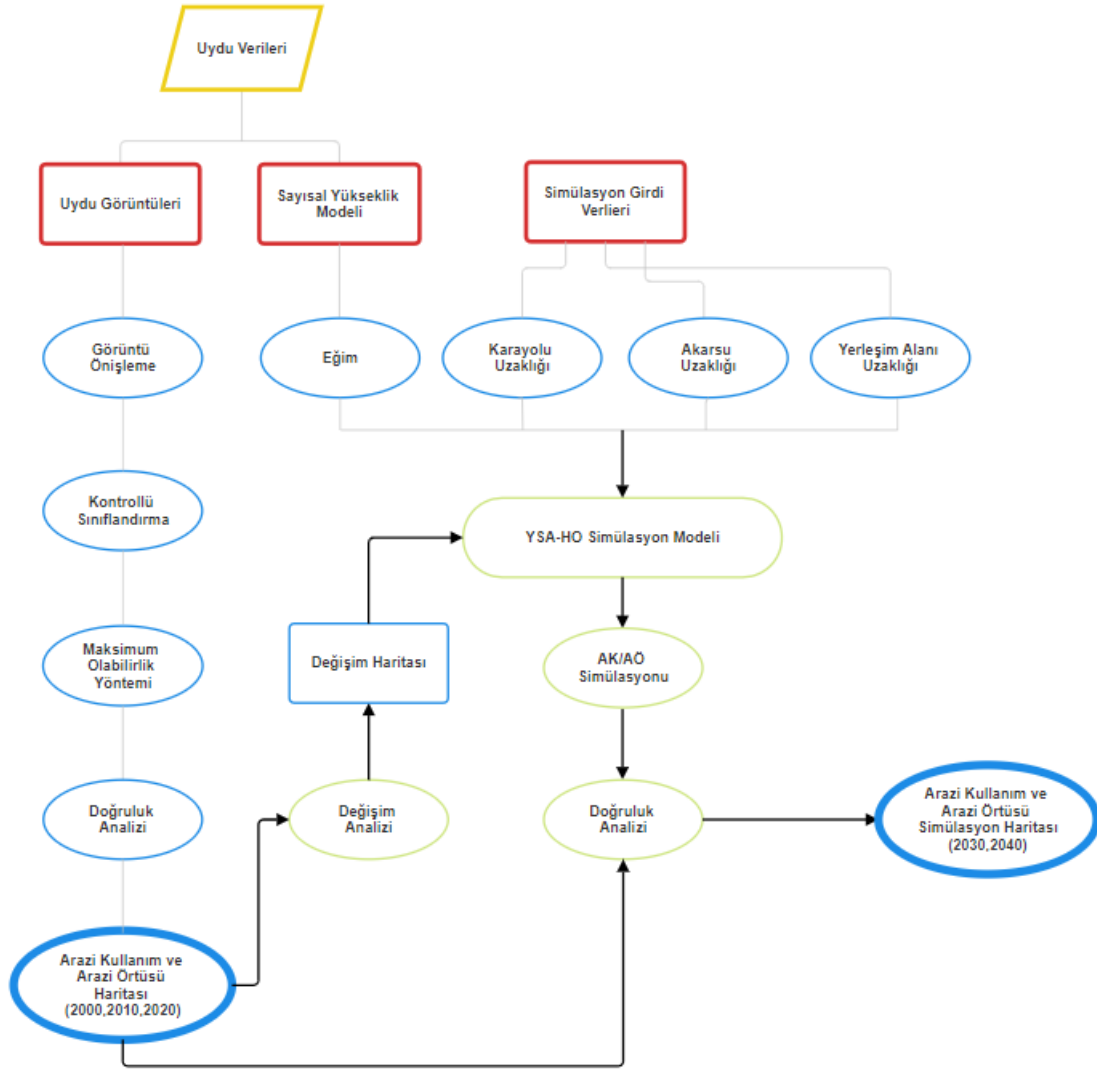 Uydu Verileri
Uydu Görüntüleri
Sayısal Yükseklik
Modeli
Simülasyon Girdi
Verlieri
Görüntü
Önişleme
Eğim
Karayolu
Uzaklığı
Akarsu
Uzaklığı
Yerleşim Alanı
Uzaklığı
Kontrollü
Sınıflandırma
YSA-HO Simülasyon Modeli
Maksimum
Olabilirlik
Yöntemi
Değişim Haritası
AK/AÖ
Simülasyonu
Doğruluk
Analizi
Değişim
Analizi
Doğruluk
Analizi
Arazi Kullanım ve
Arazi Örtüsü
Simülasyon Haritası
(2030,2040)
Arazi Kullanım ve
Arazi Örtüsü
Haritası
(2000,2010,2020)